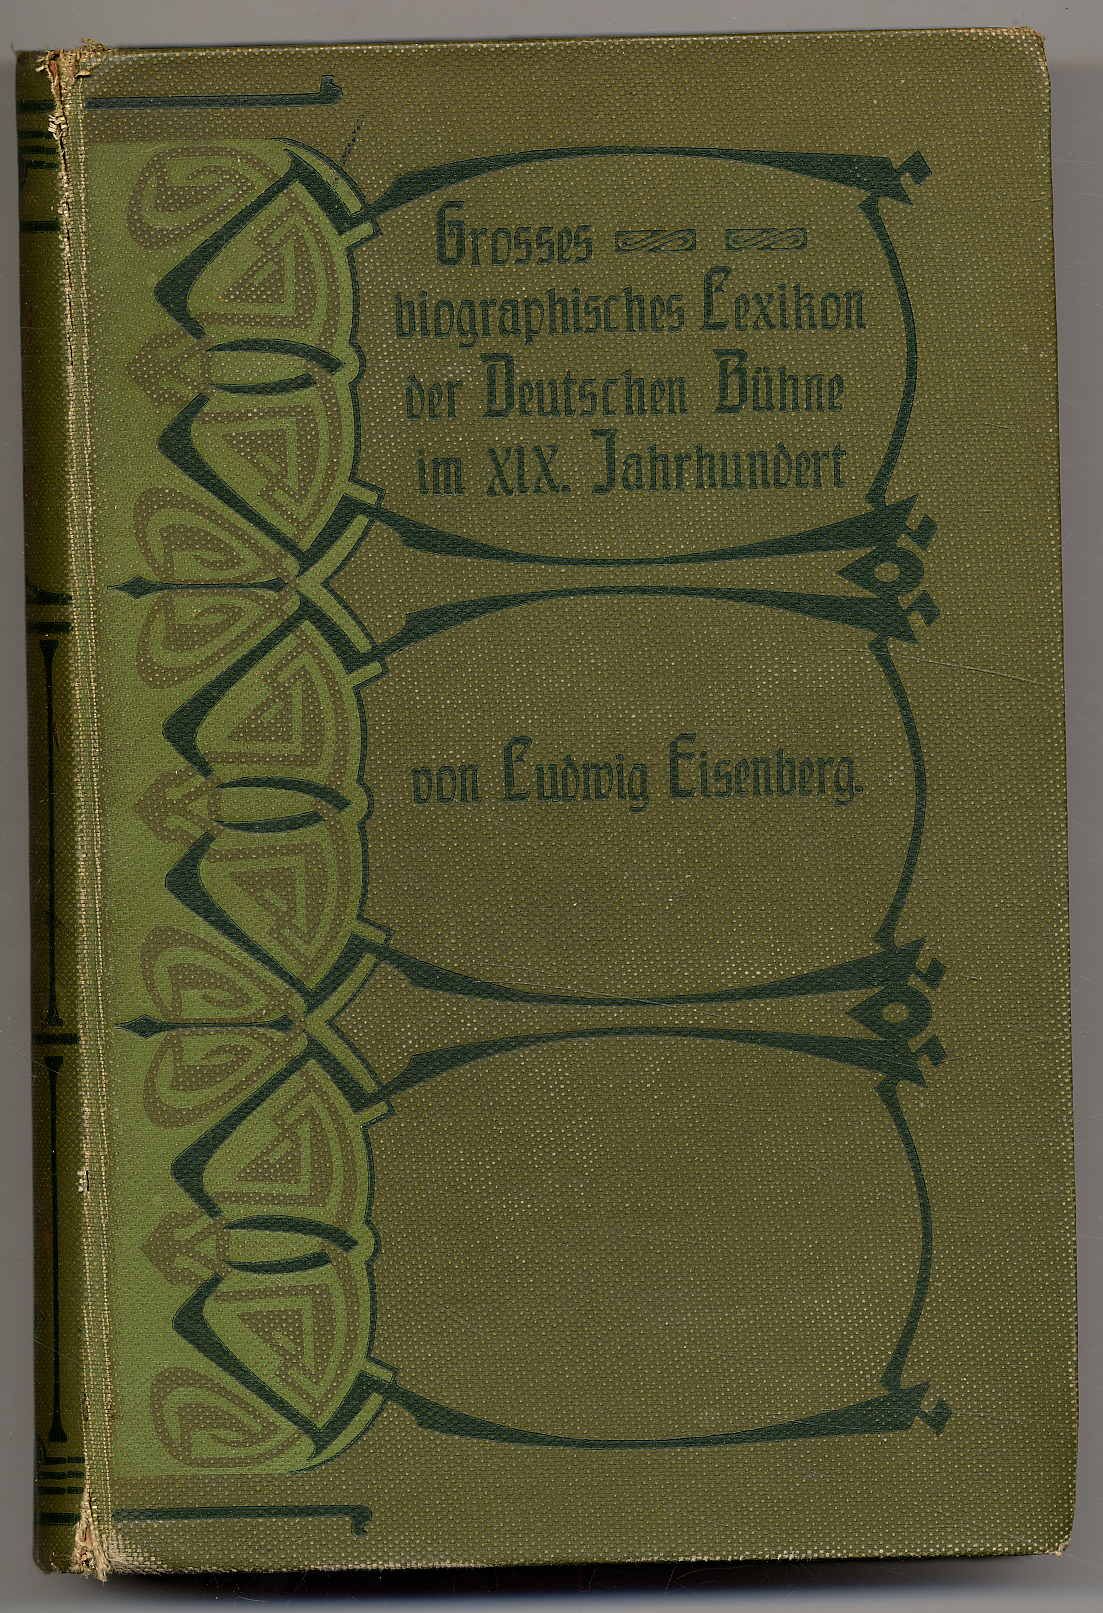 Grosses
biographisches Lexikon
der Deutschen Bühne
im XIX. Jahrhundert
von Ludwig Eisenberg.